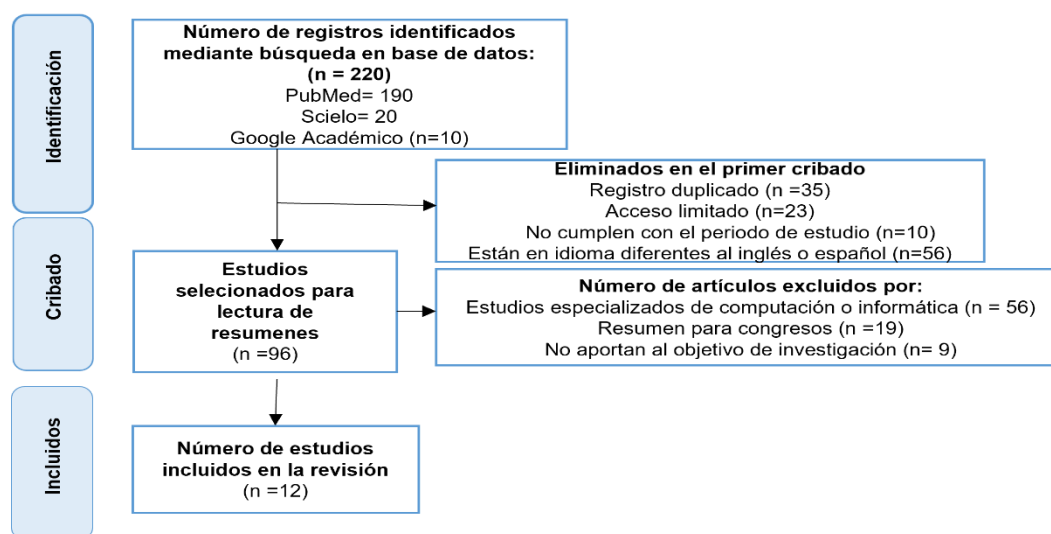 Identificación
Número de registros identificados
mediante búsqueda en base de datos:
(n = 220)
PubMed= 190
Scielo= 20
Google Académico (n=10)
Eliminados en el primer cribado
Registro duplicado (n =35)
Acceso limitado (n=23)
No cumplen con el periodo de estudio (n=10)
Están en idioma diferentes al inglés o español (n=56)
Cribado
Estudios
selecionados para
lectura de
resumenes
(n =96)
Número de artículos excluidos por:
Estudios especializados de computación o informática (n = 56)
Resumen para congresos (n =19)
No aportan al objetivo de investigación (n= 9)
Incluidos
Número de estudios
incluidos en la revisión
(n =12)